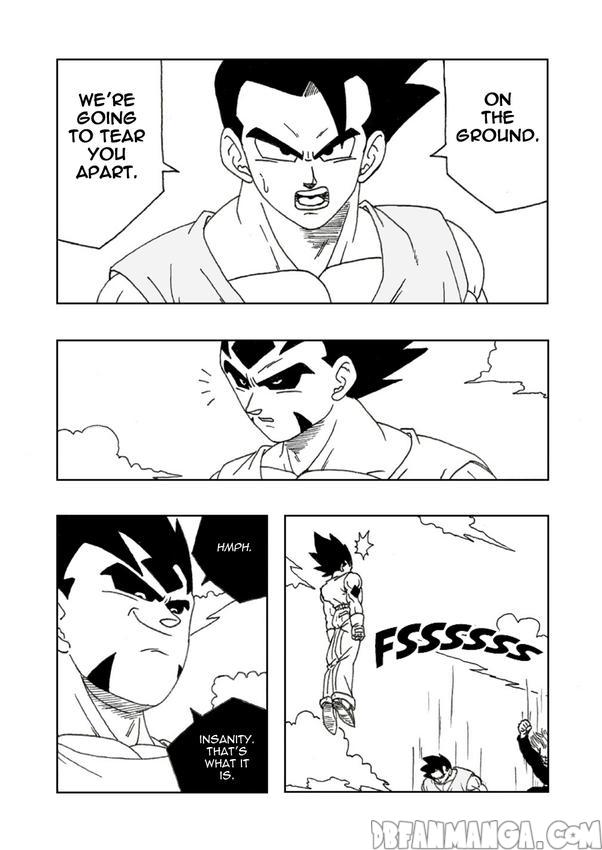 ON
THE
GROUND.
WE'RE
GOING
TO TEAR
YOU
APART.
FSSSSSS
HMPH.
INSANITY.
THAT'S
WHAT IT
IS.
DBFANMANGA.COM